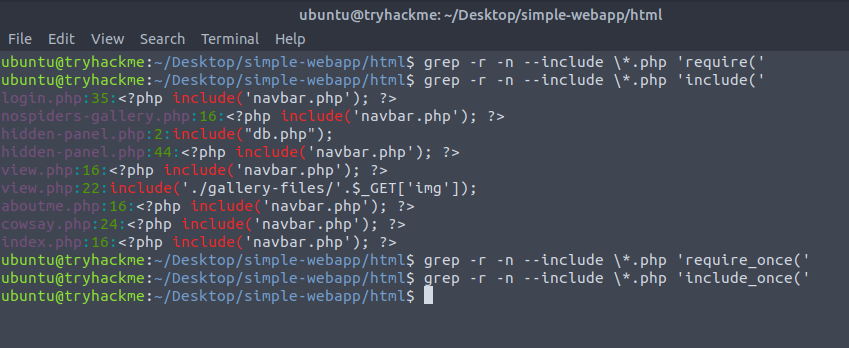 ubuntu@tryhackme: ~/Desktop/simple-webapp/html
File Edit View Search Terminal Help
ubuntu@tryhackme:~/Desktop/simple-webapp/html$ grep -r -n --include \*.php 'require('
ubuntu@tryhackme:~/Desktop/simple-webapp/html$ grep -r -n --include \*.php 'include('
login.php:35:<?php include('navbar.php'); ?>
nospiders-gallery.php:16:<?php include('navbar.php'); ?>
hidden-panel.php:2:include("db.php");
hidden-panel.php:44:<?php include('navbar.php'); ?>
view.php:16:<?php include('navbar.php'); ?>
view.php:22:include('./gallery-files/'.$_GET['img']);
aboutme.php:16:<?php include('navbar.php'); ?>
cowsay.php:24:<?php include('navbar.php'); ?>
index.php:16:<?php include('navbar.php'); ?>
ubuntu@tryhackme:~/Desktop/simple-webapp/html$ grep -r -n --include \*.php 'require_once('
ubuntu@tryhackme:~/Desktop/simple-webapp/html$ grep -r -n --include \*.php 'include_once('
ubuntu@tryhackme:~/Desktop/simple-webapp/html$